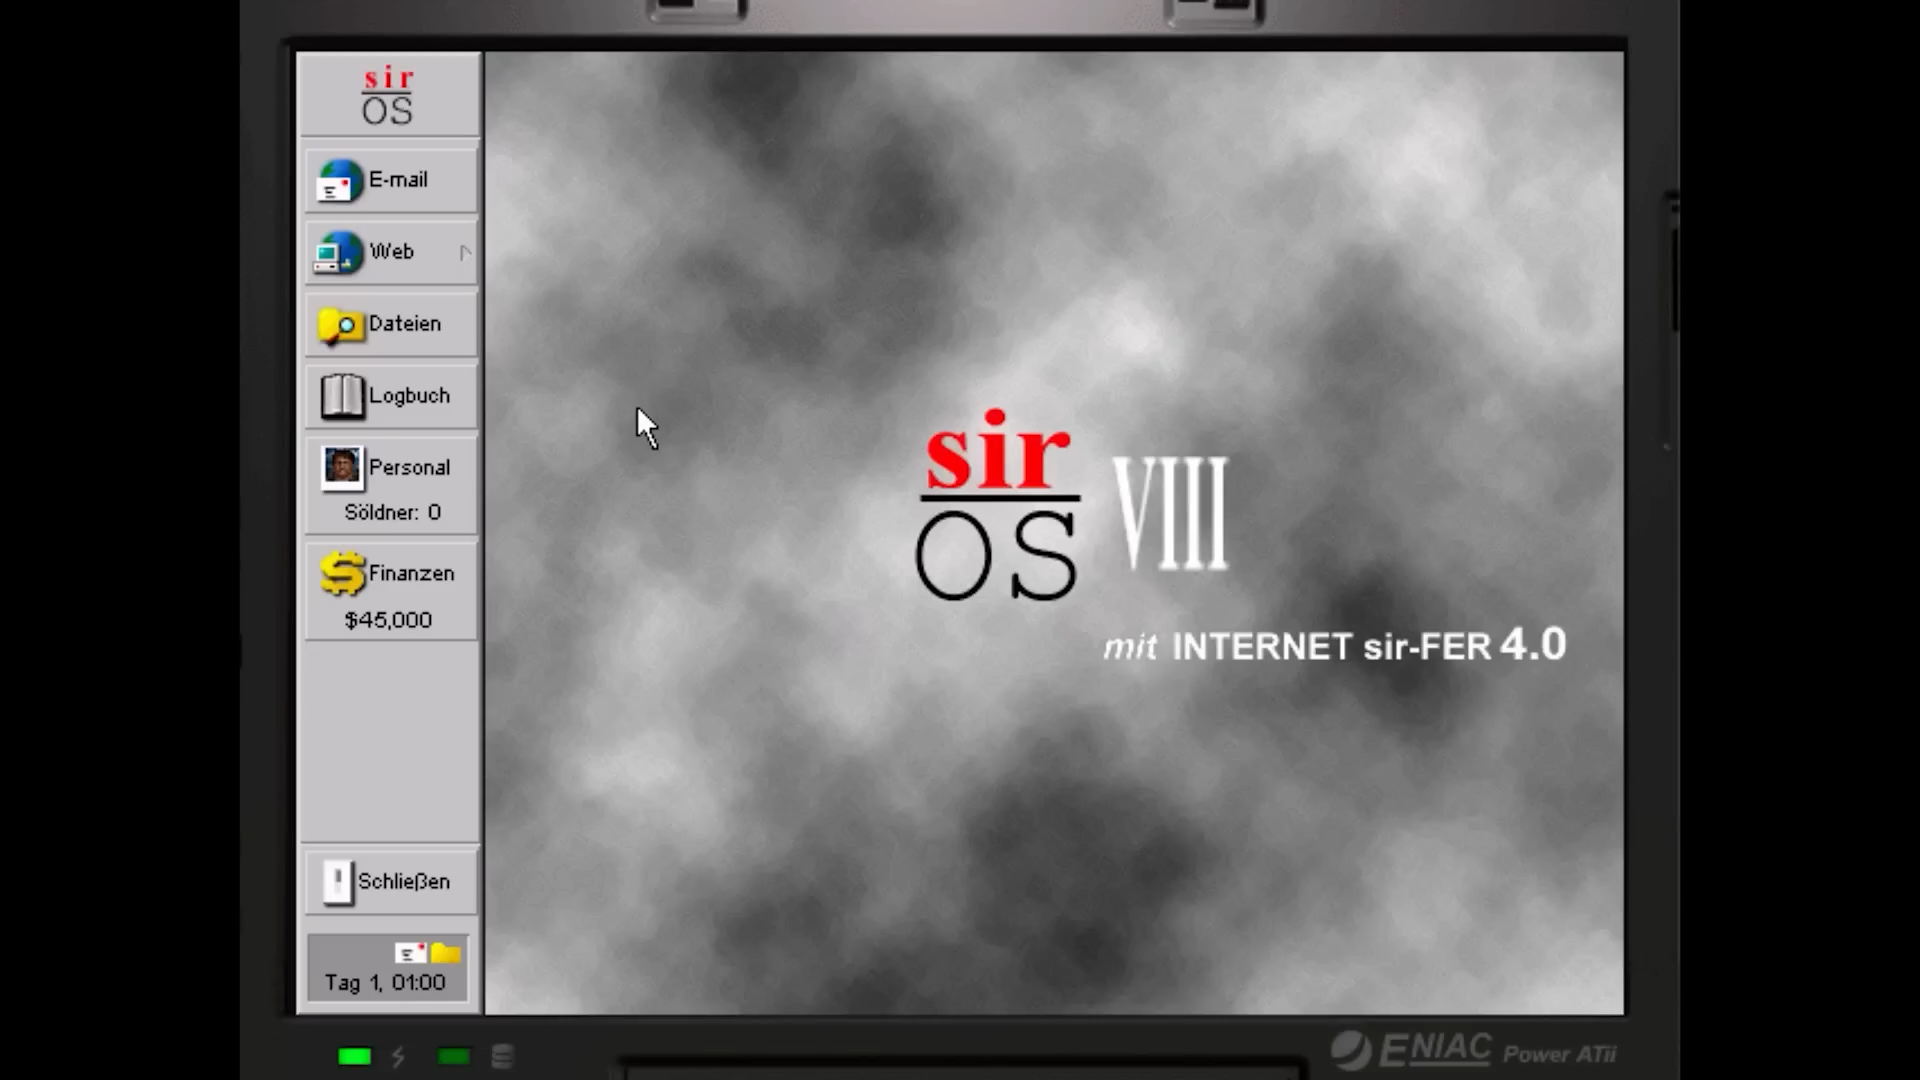 sir
OS
E-mail
Web
Dateien
Logbuch
Personal
Söldner: 0
Finanzen
$45,000
Schließen
Tag 1, 01:00
sir
OS
VIII
mit INTERNET sir-FER 4.0
ENIAC Power ATii